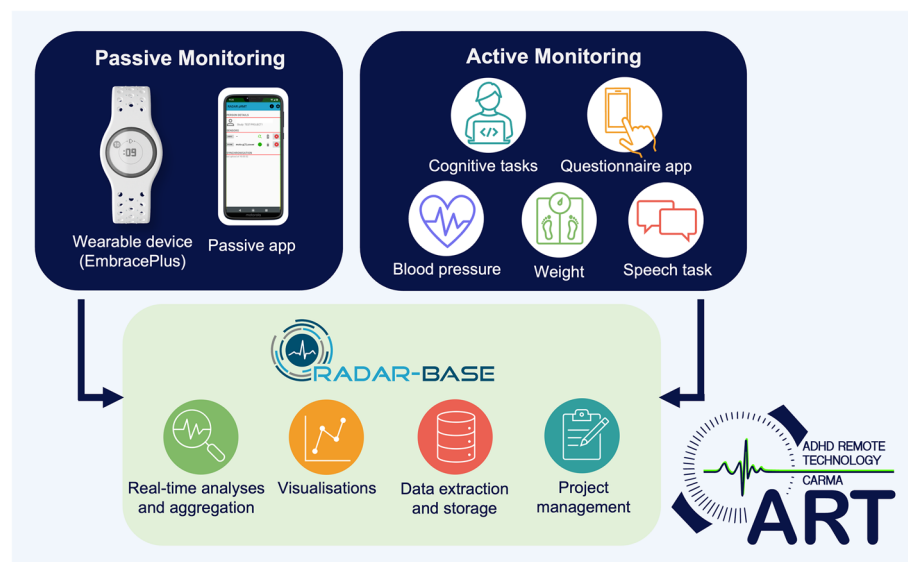 Passive Monitoring
:09
Wearable device
(EmbracePlus)
Passive app
Active Monitoring
</>
Cognitive tasks
Questionnaire app
Blood pressure
Weight
Speech task
RADAR-BASE
Real-time analyses
and aggregation
Visualisations
Data extraction
and storage
Project
management
ADHD REMOTE
TECHNOLOGY
CARMA
ART